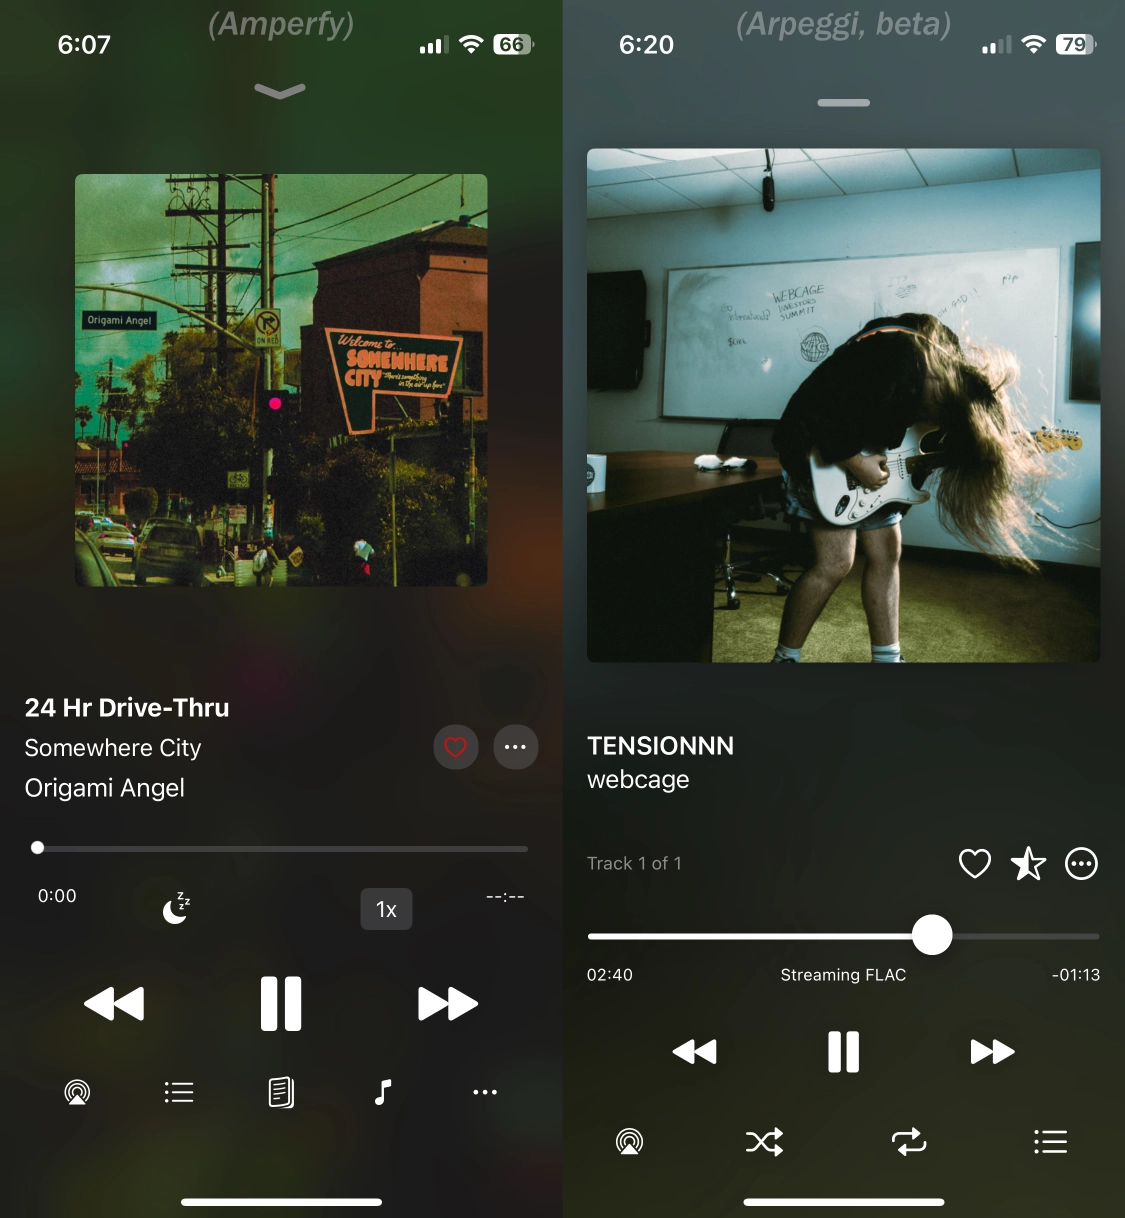 (Amperfy)
6:07
66
Origami Angel
ON RED
Welcome to...
SOMEWHERE
CITY
"there's something
in the air up here"
24 Hr Drive-Thru
Somewhere City
Origami Angel
0:00
zzz
1x
--:--
(Arpeggi, beta)
6:20
79
WEBCAGE
INVESTORS
SUMMIT
TENSIONNN
webcage
Track 1 of 1
02:40
Streaming FLAC
-01:13